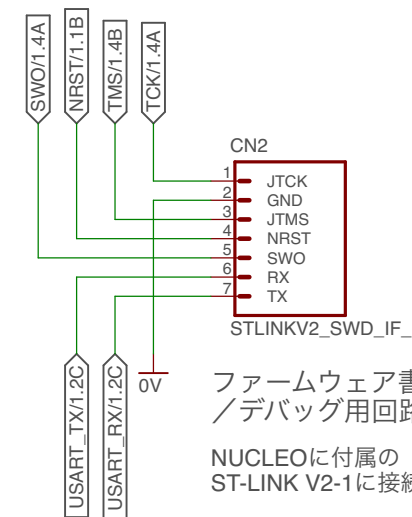 SWO/1.4A
NRST/1.1B
TMS/1.4B
TCK/1.4A
CN2
1 JTCK
2 GND
3 JTMS
4 NRST
5 SWO
6 RX
7 TX
STLINKV2_SWD_IF_
USART_TX/1.2C
USART_RX/1.2C
0V
ファームウェア書
／デバッグ用回路
NUCLEOに付属の
ST-LINK V2-1に接続